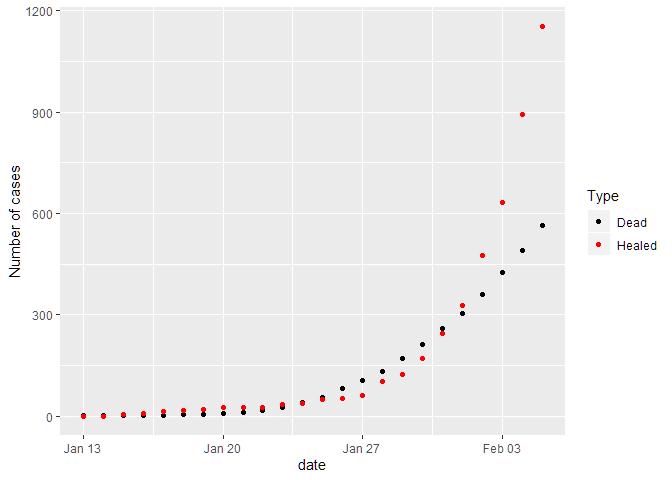 1200
900
600
300
0
Number of cases
Jan 13
Jan 20
Jan 27
Feb 03
date
Type
Dead
Healed